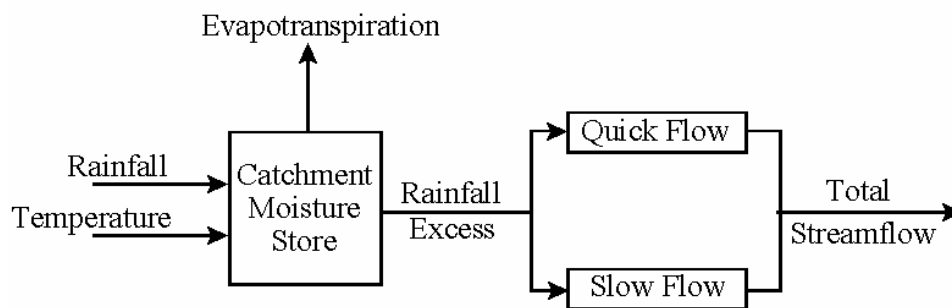 Evapotranspiration
Rainfall
Temperature
Catchment
Moisture
Store
Rainfall
Excess
Quick Flow
Slow Flow
Total
Streamflow